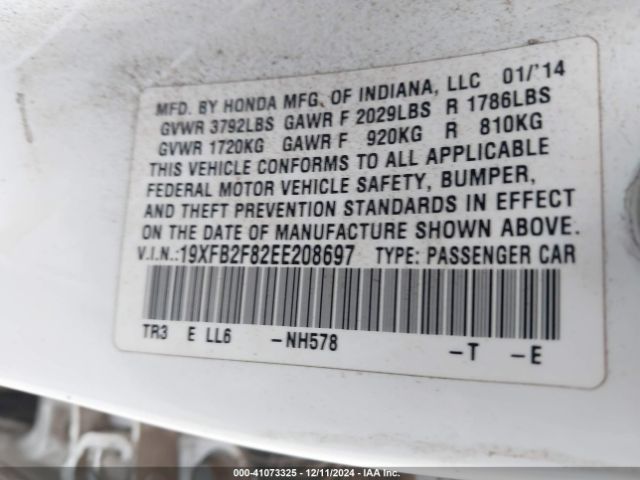 MFD. BY HONDA MFG. OF INDIANA, LLC 01/'14
GVWR 3792LBS GAWR F 2029LBS R 1786LBS
GVWR 1720KG GAWR F 920KG R 810KG
THIS VEHICLE CONFORMS TO ALL APPLICABLE
FEDERAL MOTOR VEHICLE SAFETY, BUMPER,
AND THEFT PREVENTION STANDARDS IN EFFECT
ON THE DATE OF MANUFACTURE SHOWN ABOVE.
V.I.N.:19XFB2F82EE208697 TYPE: PASSENGER CAR
TR3 E LL6 -NH578 -T -E
000-41073325 - 12/11/2024 - IAA Inc.